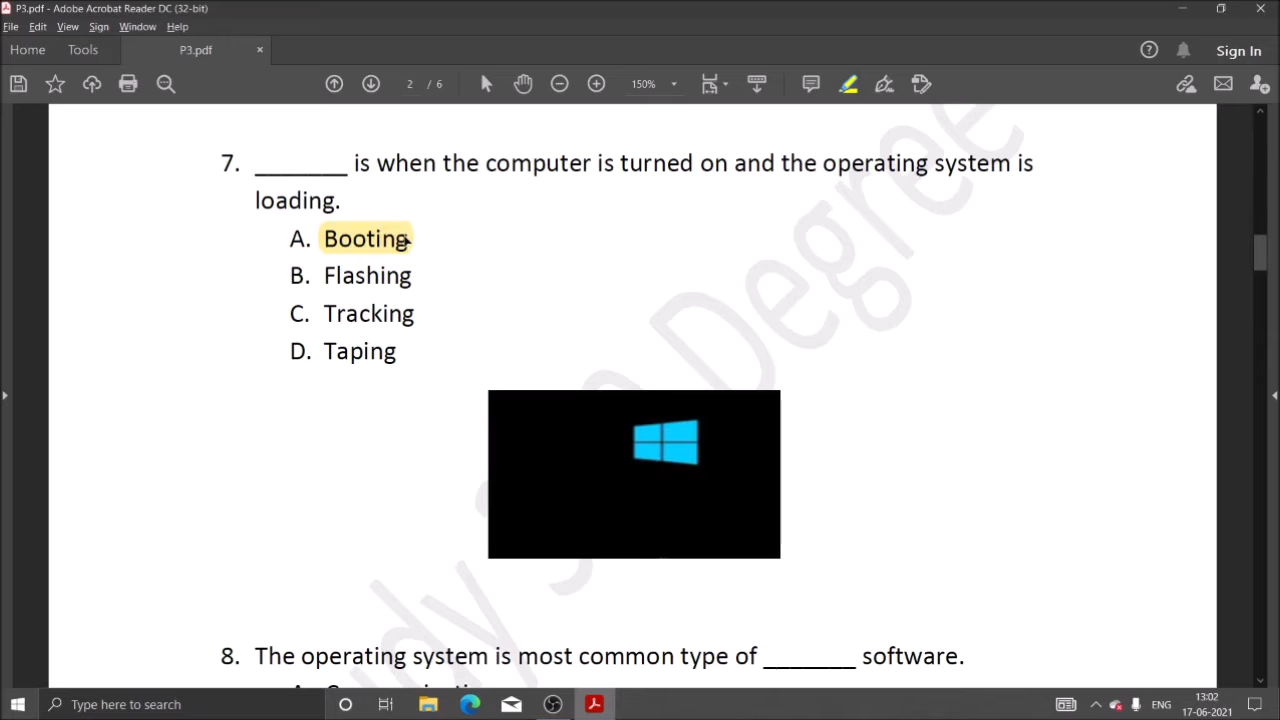 P3.pdf - Adobe Acrobat Reader DC (32-bit)
File Edit View Sign Window Help
Home Tools P3.pdf × Sign In
2 / 6 150%
7. _______ is when the computer is turned on and the operating system is
loading.
A. Booting
B. Flashing
C. Tracking
D. Taping
Degree
8. The operating system is most common type of _______ software.
Type here to search
ENG
13:02
17-06-2021